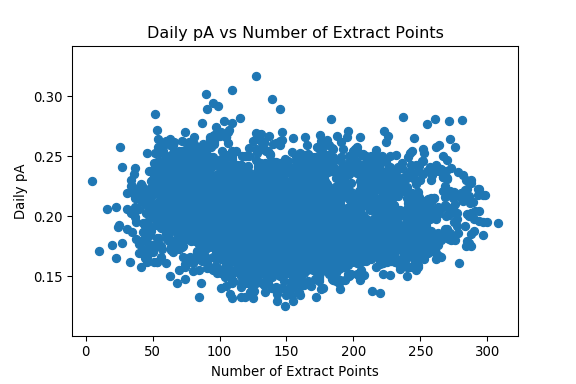 Daily pA vs Number of Extract Points
Daily pA
0.30
0.25
0.20
0.15
0 50 100 150 200 250 300
Number of Extract Points